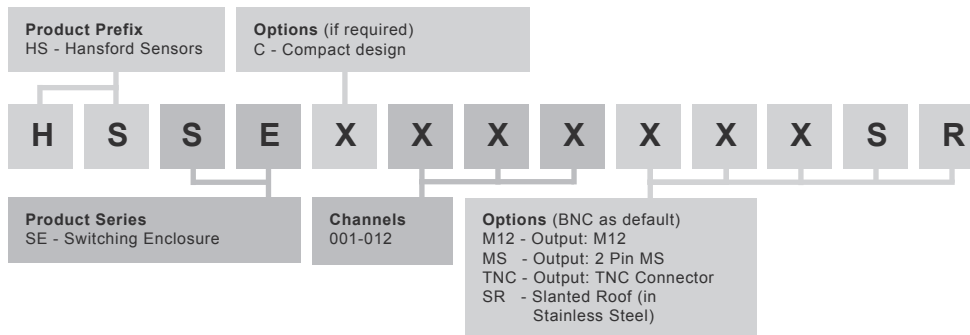 Product Prefix
HS - Hansford Sensors
Options (if required)
C - Compact design
H S S E X X X X X X X S R
Product Series
SE - Switching Enclosure
Channels
001-012
Options (BNC as default)
M12 - Output: M12
MS - Output: 2 Pin MS
TNC - Output: TNC Connector
SR - Slanted Roof (in
Stainless Steel)